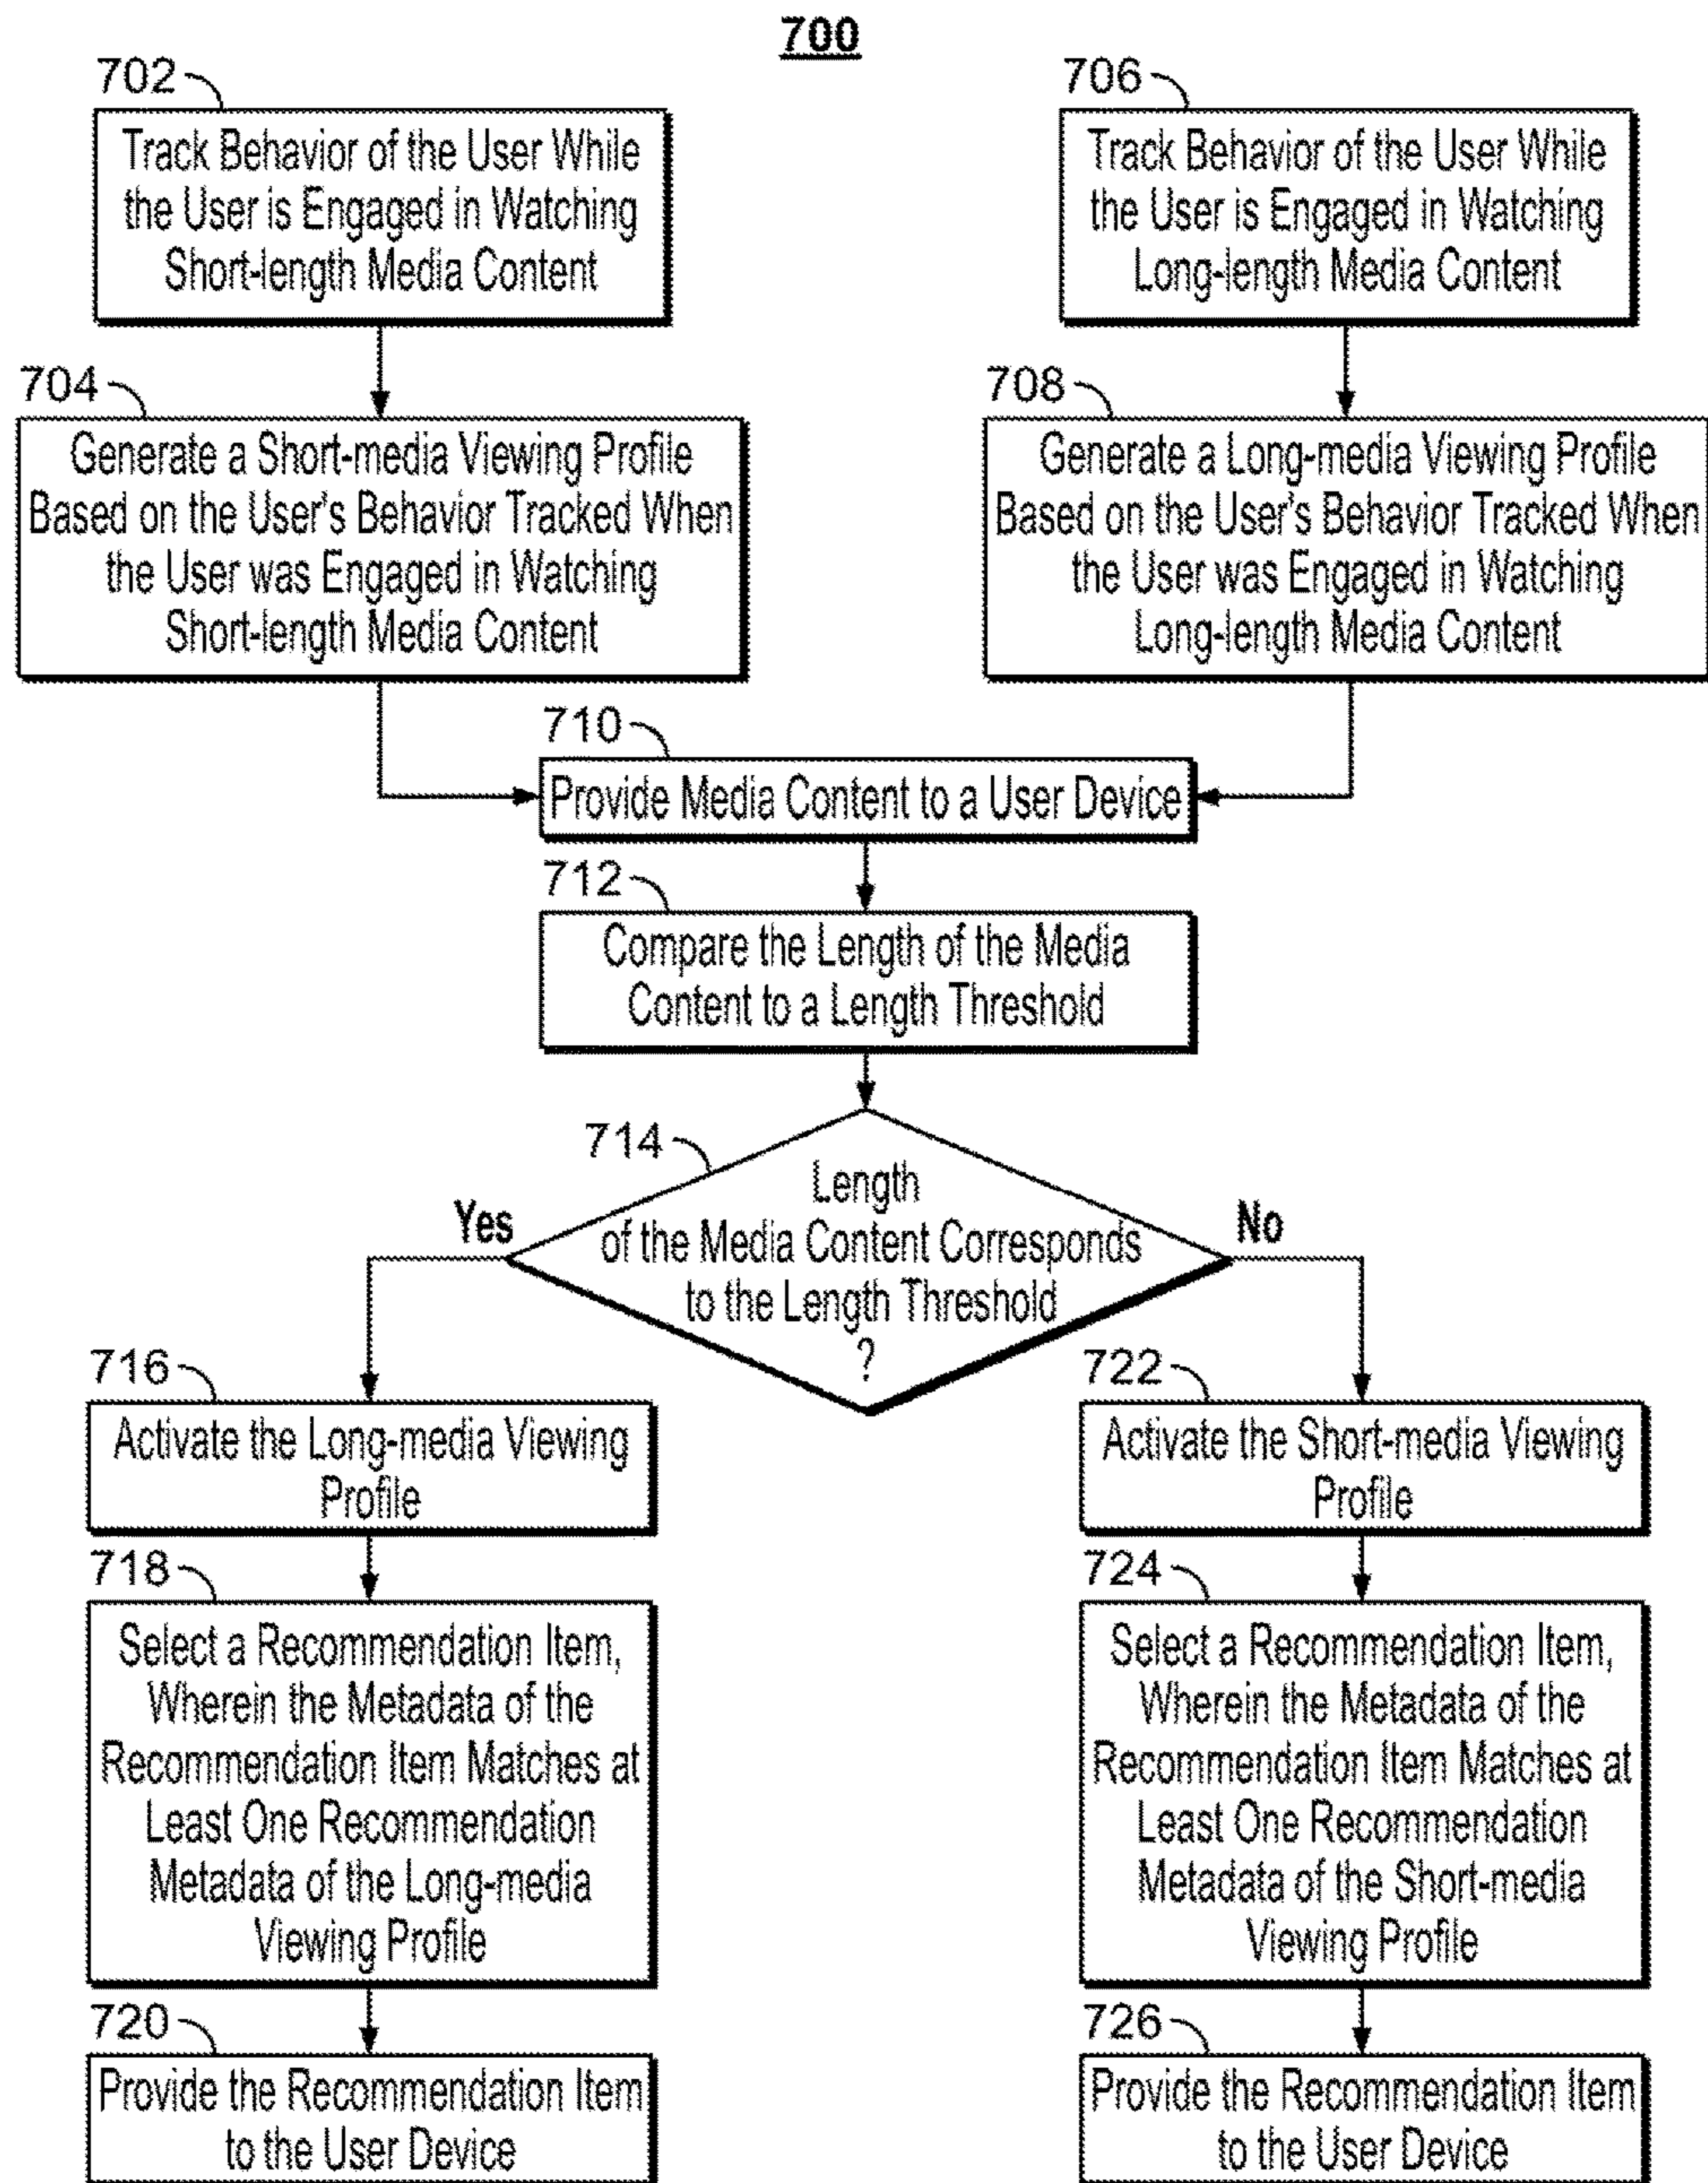 700
702
Track Behavior of the User While
the User is Engaged in Watching
Short-length Media Content
706
Track Behavior of the User While
the User is Engaged in Watching
Long-length Media Content
704
Generate a Short-media Viewing Profile
Based on the User's Behavior Tracked When
the User was Engaged in Watching
Short-length Media Content
708
Generate a Long-media Viewing Profile
Based on the User's Behavior Tracked When
the User was Engaged in Watching
Long-length Media Content
710
Provide Media Content to a User Device
712
Compare the Length of the Media
Content to a Length Threshold
714
Length
of the Media Content Corresponds
to the Length Threshold
?
Yes
No
716
Activate the Long-media Viewing
Profile
718
Select a Recommendation Item,
Wherein the Metadata of the
Recommendation Item Matches at
Least One Recommendation
Metadata of the Long-media
Viewing Profile
720
Provide the Recommendation Item
to the User Device
722
Activate the Short-media Viewing
Profile
724
Select a Recommendation Item,
Wherein the Metadata of the
Recommendation Item Matches at
Least One Recommendation
Metadata of the Short-media
Viewing Profile
726
Provide the Recommendation Item
to the User Device